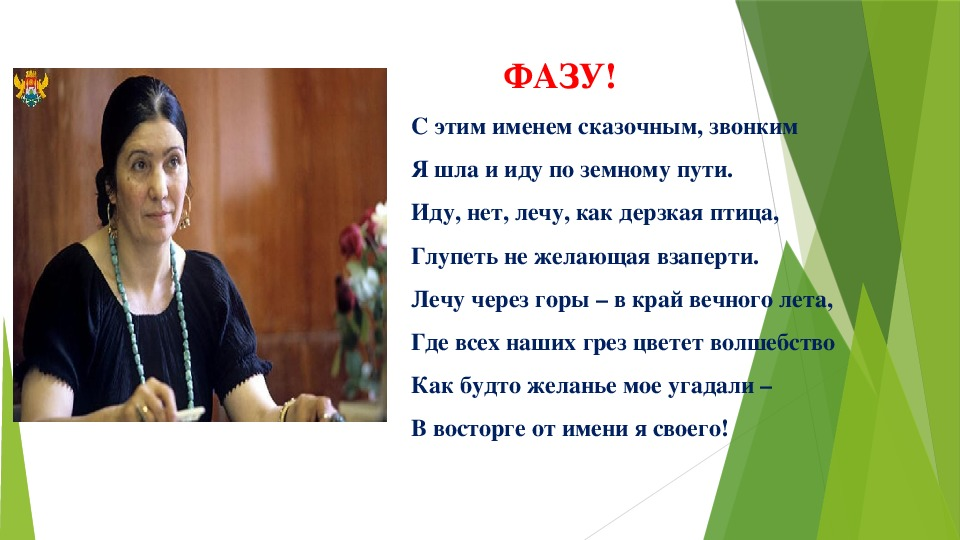 ФАЗУ!
С этим именем сказочным, звонким
Я шла и иду по земному пути.
Иду, нет, лечу, как дерзкая птица,
Глупеть не желающая взаперти.
Лечу через горы – в край вечного лета,
Где всех наших грез цветет волшебство
Как будто желанье мое угадали –
В восторге от имени я своего!